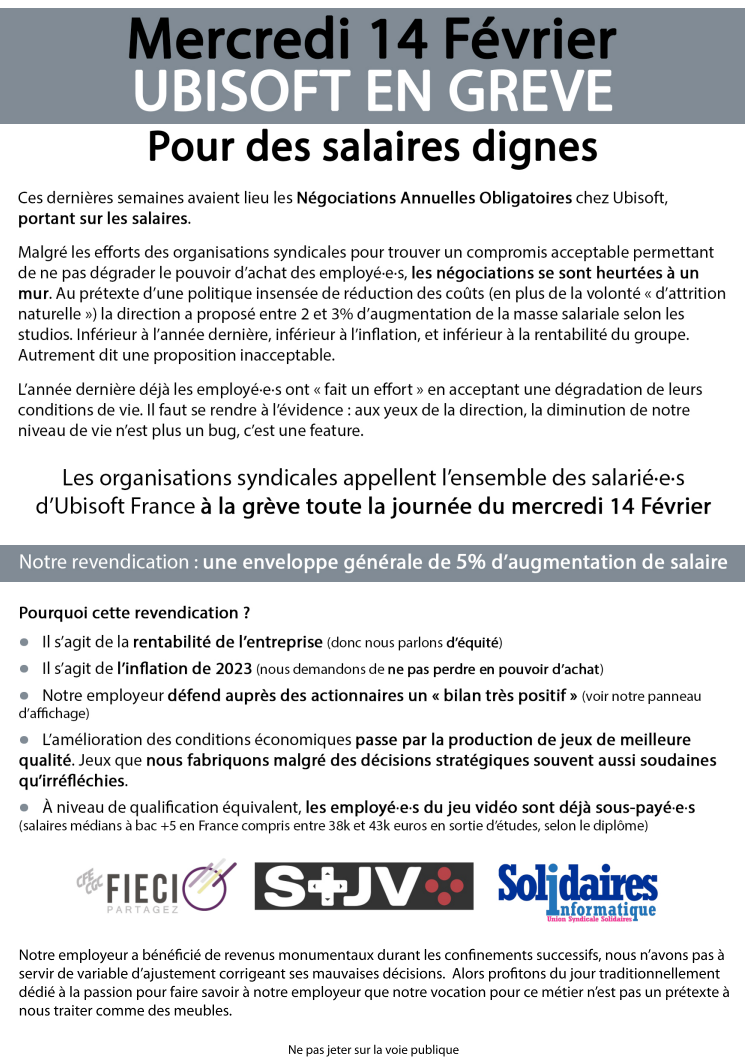 Mercredi 14 Février
UBISOFT EN GREVE
Pour des salaires dignes
Ces dernières semaines avaient lieu les Négociations Annuelles Obligatoires chez Ubisoft,
portant sur les salaires.
Malgré les efforts des organisations syndicales pour trouver un compromis acceptable permettant
de ne pas dégrader le pouvoir d’achat des employé·e·s, les négociations se sont heurtées à un
mur. Au prétexte d’une politique insensée de réduction des coûts (en plus de la volonté « d’attrition
naturelle ») la direction a proposé entre 2 et 3% d’augmentation de la masse salariale selon les
studios. Inférieur à l’année dernière, inférieur à l’inflation, et inférieur à la rentabilité du groupe.
Autrement dit une proposition inacceptable.
L’année dernière déjà les employé·e·s ont « fait un effort » en acceptant une dégradation de leurs
conditions de vie. Il faut se rendre à l’évidence : aux yeux de la direction, la diminution de notre
niveau de vie n’est plus un bug, c’est une feature.
Les organisations syndicales appellent l’ensemble des salarié·e·s
d’Ubisoft France à la grève toute la journée du mercredi 14 Février
Notre revendication : une enveloppe générale de 5% d’augmentation de salaire
Pourquoi cette revendication ?
● Il s’agit de la rentabilité de l’entreprise (donc nous parlons d’équité)
● Il s’agit de l’inflation de 2023 (nous demandons de ne pas perdre en pouvoir d’achat)
● Notre employeur défend auprès des actionnaires un « bilan très positif » (voir notre panneau
d’affichage)
● L’amélioration des conditions économiques passe par la production de jeux de meilleure
qualité. Jeux que nous fabriquons malgré des décisions stratégiques souvent aussi soudaines
qu’irréfléchies.
● À niveau de qualification équivalent, les employé·e·s du jeu vidéo sont déjà sous-payé·e·s
(salaires médians à bac +5 en France compris entre 38k et 43k euros en sortie d’études, selon le diplôme)
CFE
CGC
FIECI
PARTAGEZ
STJV
Solidaires
Informatique
Union Syndicale Solidaires
Notre employeur a bénéficié de revenus monumentaux durant les confinements successifs, nous n’avons pas à
servir de variable d’ajustement corrigeant ses mauvaises décisions. Alors profitons du jour traditionnellement
dédié à la passion pour faire savoir à notre employeur que notre vocation pour ce métier n’est pas un prétexte à
nous traiter comme des meubles.
Ne pas jeter sur la voie publique